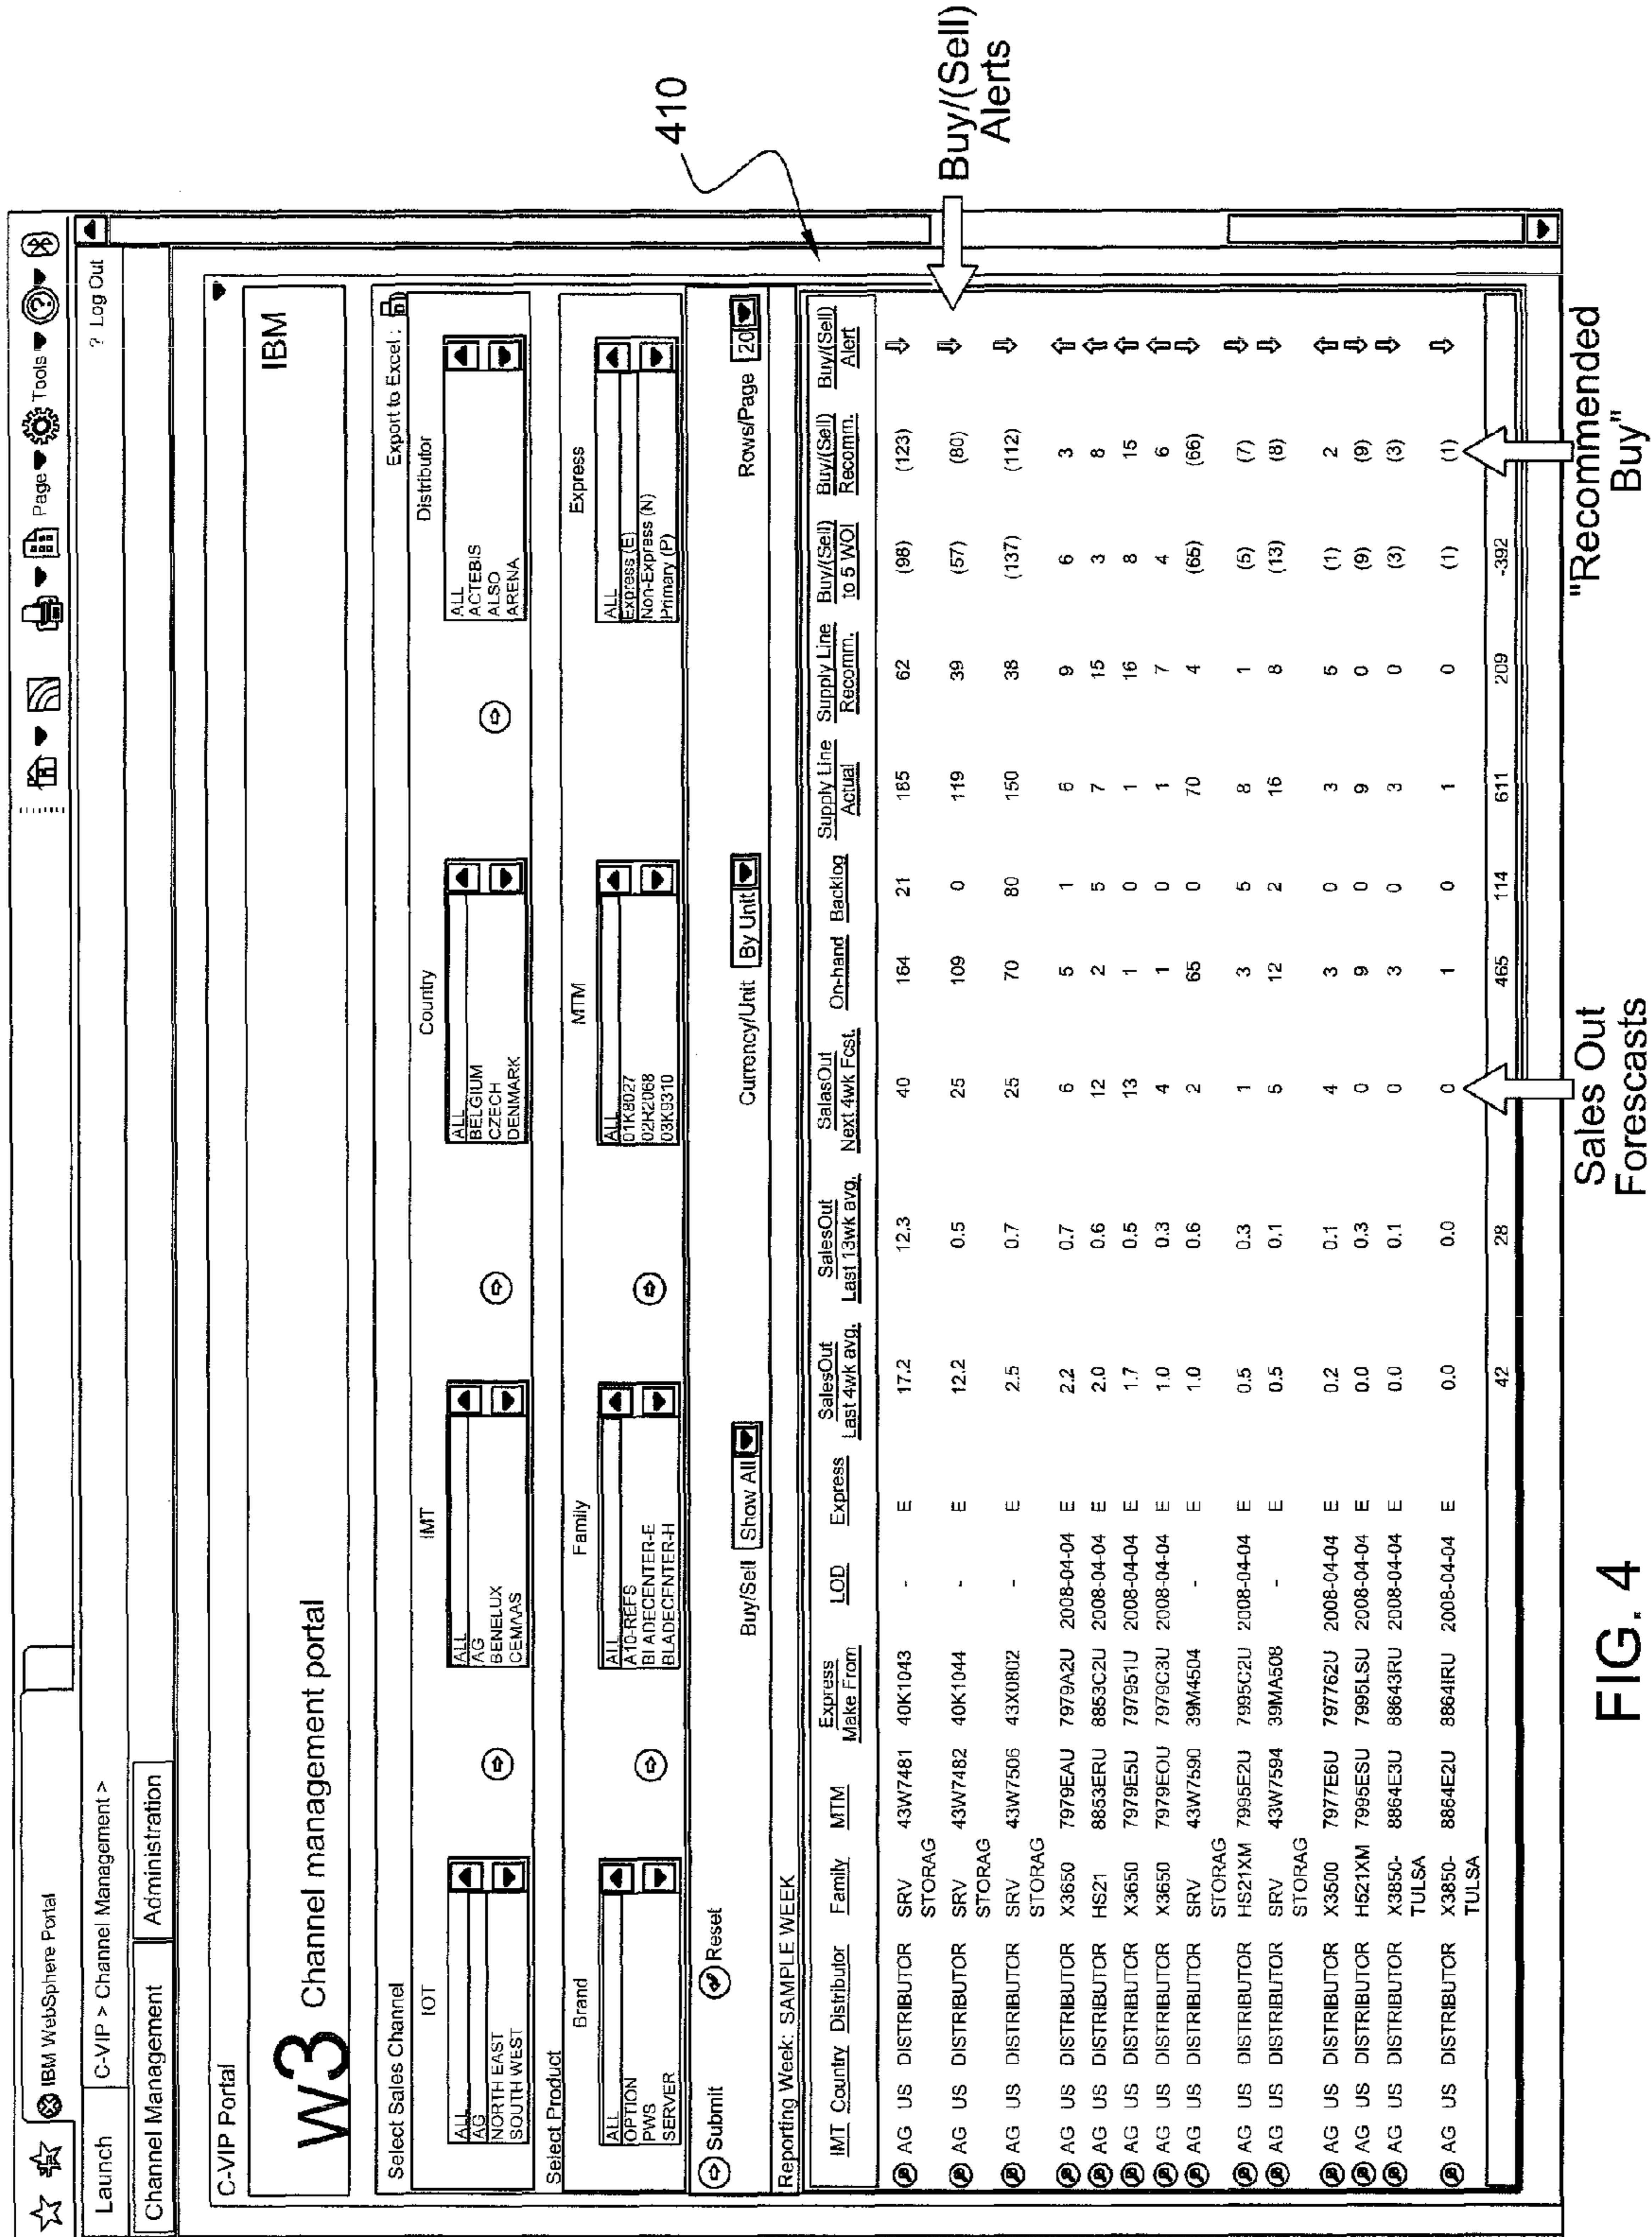 IBM WebSphere Portal
Page Tools
Launch C-VIP > Channel Management > ? Log Out
Channel Management Administration
C-VIP Portal
w3 Channel management portal IBM
Select Sales Channel Export to Excel :
IOT IMT Country Distributor
ALL ALL ALL ALL
AG AG BELGIUM ACTEBIS
NORTH EAST BENELUX CZECH ALSO
SOUTH WEST CEMAAS DENMARK ARENA
Select Product
Brand Family MTM Express
ALL ALL ALL ALL
OPTION A10-REFS 01K8027 Express (E)
PWS BLADECENTER-E 02R2068 Non-Express (N)
SERVER BLADECENTER-H 03K9310 Primary (P)
Submit Reset Buy/Sell Show All Currency/Unit By Unit Rows/Page 20
Reporting Week: SAMPLE WEEK
IMT Country Distributor Family MTM Express Make From LOD Express SalesOut Last 4wk avg. SalesOut Last 13wk avg. SalasOut Next 4wk Fcst. On-hand Backlog Supply Line Actual Supply Line Recomm. Buy/(Sell) to 5 WOI Buy/(Sell) Recomm. Buy/(Sell) Alert
AG US DISTRIBUTOR SRV STORAG 43W7481 40K1043 - E 17.2 12.3 40 164 21 185 62 (98) (123)
AG US DISTRIBUTOR SRV STORAG 43W7482 40K1044 - E 12.2 0.5 25 109 0 119 39 (57) (80)
AG US DISTRIBUTOR SRV STORAG 43W7506 43X0802 - E 2.5 0.7 25 70 80 150 38 (137) (112)
AG US DISTRIBUTOR X3650 7979EAU 7979A2U 2008-04-04 E 2.2 0.7 6 5 1 6 9 6 3
AG US DISTRIBUTOR HS21 8853ERU 8853C2U 2008-04-04 E 2.0 0.6 12 2 5 7 15 3 8
AG US DISTRIBUTOR X3650 7979E5U 797951U 2008-04-04 E 1.7 0.5 13 1 0 1 16 8 15
AG US DISTRIBUTOR X3650 7979EOU 7979C3U 2008-04-04 E 1.0 0.3 4 1 0 1 7 4 6
AG US DISTRIBUTOR SRV STORAG 43W7590 39M4504 - E 1.0 0.6 2 65 0 70 4 (65) (66)
AG US DISTRIBUTOR HS21XM 7995E2U 7995C2U 2008-04-04 E 0.5 0.3 1 3 5 8 1 (5) (7)
AG US DISTRIBUTOR SRV STORAG 43W7594 39MA508 - E 0.5 0.1 5 12 2 16 8 (13) (8)
AG US DISTRIBUTOR X3500 7977E6U 797762U 2008-04-04 E 0.2 0.1 4 3 0 3 5 (1) 2
AG US DISTRIBUTOR H521XM 7995ESU 7995LSU 2008-04-04 E 0.0 0.3 0 9 0 9 0 (9) (9)
AG US DISTRIBUTOR X3850-TULSA 8864E3U 88643RU 2008-04-04 E 0.0 0.1 0 3 0 3 0 (3) (3)
AG US DISTRIBUTOR X3850-TULSA 8864E2U 8864IRU 2008-04-04 E 0.0 0.0 0 1 0 1 0 (1) (1)
42 28 465 114 611 209 -392
410
Buy/(Sell)
Alerts
Sales Out
Forescasts
"Recommended
Buy"
FIG. 4